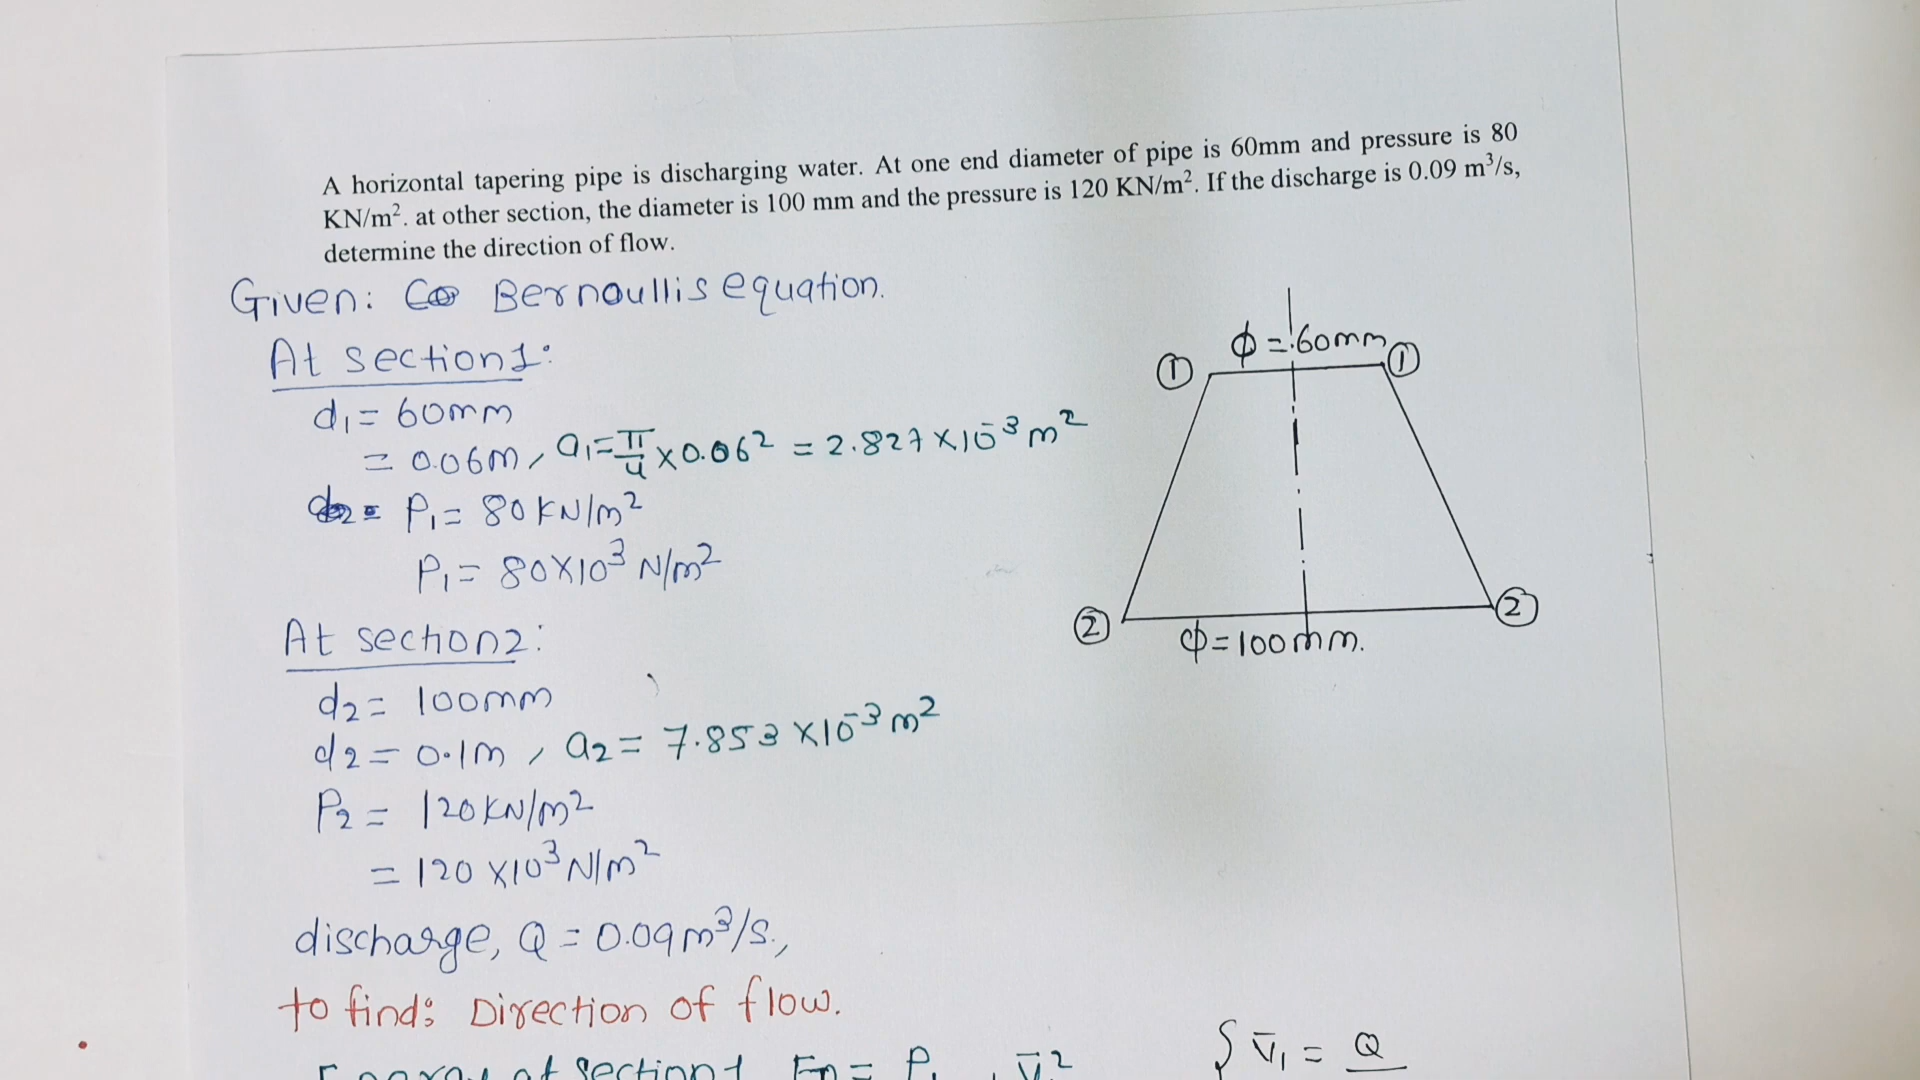 A horizontal tapering pipe is discharging water. At one end diameter of pipe is 60mm and pressure is 80
KN/m². at other section, the diameter is 100 mm and the pressure is 120 KN/m². If the discharge is 0.09 m³/s,
determine the direction of flow.
Given: Bernoullis equation.
At section1:
d₁ = 60mm
= 0.06m, a₁ = π/4 × 0.06² = 2.827 × 10⁻³ m²
P₁ = 80 KN/m²
P₁ = 80×10³ N/m²
At section2:
d₂ = 100mm
d₂ = 0.1m, a₂ = 7.853 × 10⁻³ m²
P₂ = 120 KN/m²
= 120 × 10³ N/m²
discharge, Q = 0.09 m³/s.,
to find: Direction of flow.
at section 1
V̄₁ = Q
ϕ = 60mm
① ①
② ②
ϕ = 100mm.